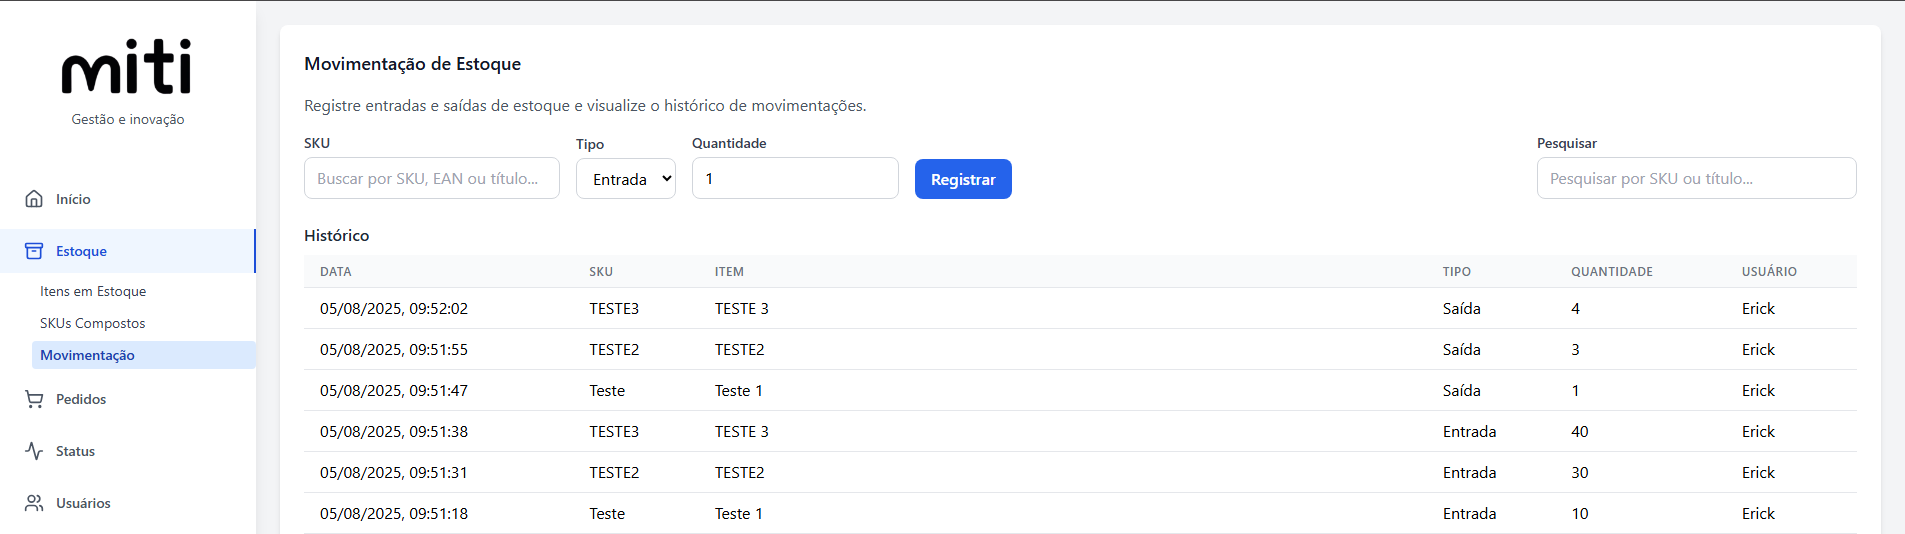 miti
Gestão e inovação
Início
Estoque
Itens em Estoque
SKUs Compostos
Movimentação
Pedidos
Status
Usuários
Movimentação de Estoque
Registre entradas e saídas de estoque e visualize o histórico de movimentações.
SKU Tipo Quantidade Pesquisar
Buscar por SKU, EAN ou título... Entrada 1 Registrar Pesquisar por SKU ou título...
Histórico
DATA SKU ITEM TIPO QUANTIDADE USUÁRIO
05/08/2025, 09:52:02 TESTE3 TESTE 3 Saída 4 Erick
05/08/2025, 09:51:55 TESTE2 TESTE2 Saída 3 Erick
05/08/2025, 09:51:47 Teste Teste 1 Saída 1 Erick
05/08/2025, 09:51:38 TESTE3 TESTE 3 Entrada 40 Erick
05/08/2025, 09:51:31 TESTE2 TESTE2 Entrada 30 Erick
05/08/2025, 09:51:18 Teste Teste 1 Entrada 10 Erick